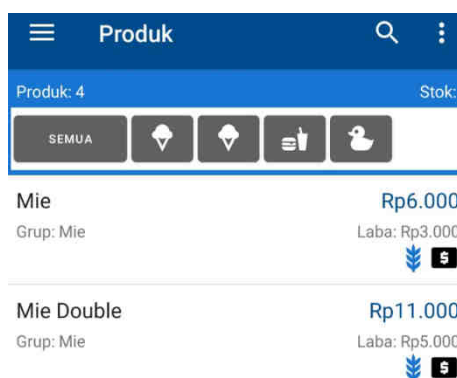 Produk
Produk: 4 Stok:
SEMUA
Mie Rp6.000
Grup: Mie Laba: Rp3.000
Mie Double Rp11.000
Grup: Mie Laba: Rp5.000